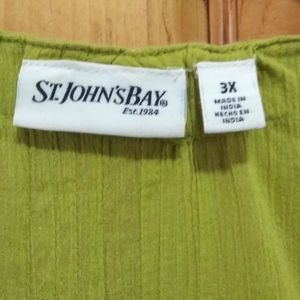 ST. JOHN'S BAY®
Est. 1984
3X
MADE IN
INDIA
HECHO EN
INDIA